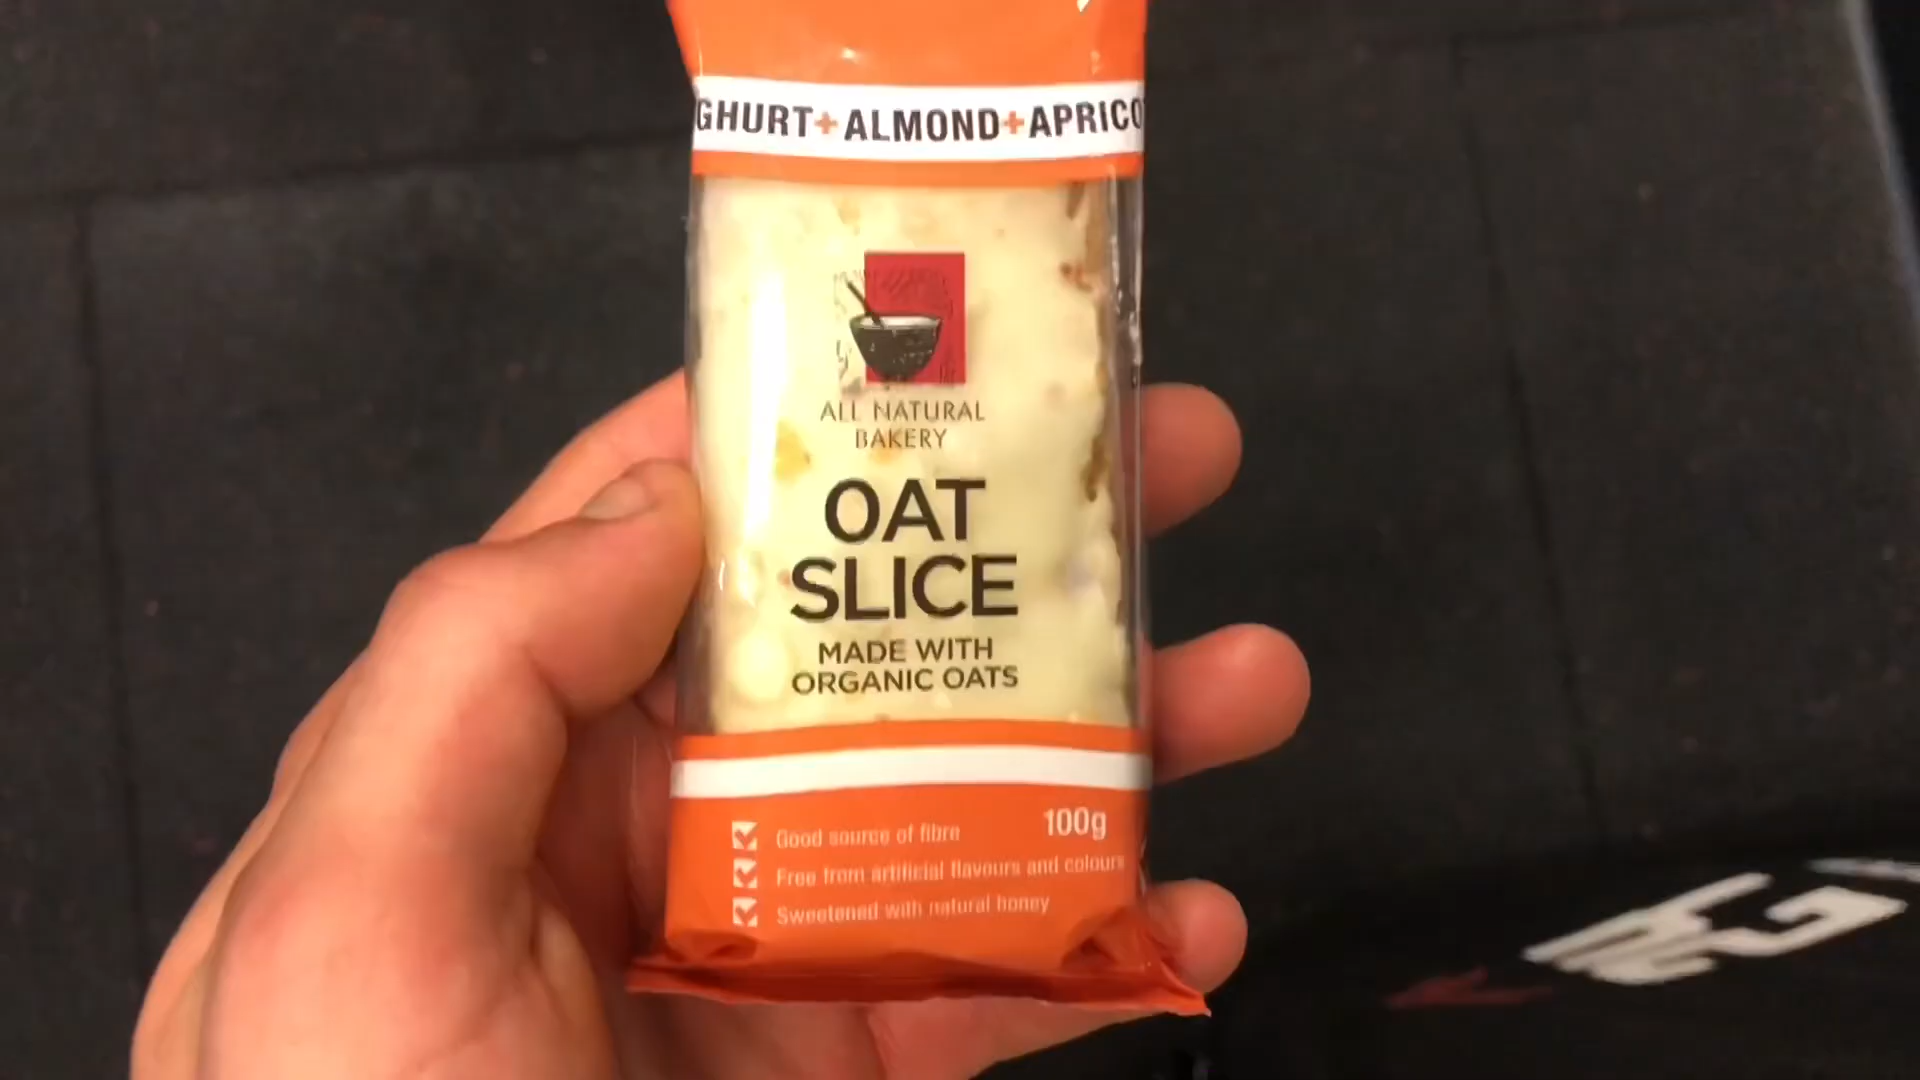 GHURT+ALMOND+APRICO
ALL NATURAL
BAKERY
OAT
SLICE
MADE WITH
ORGANIC OATS
100g
Good source of fibre
Free from artificial flavours and colours
Sweetened with natural honey